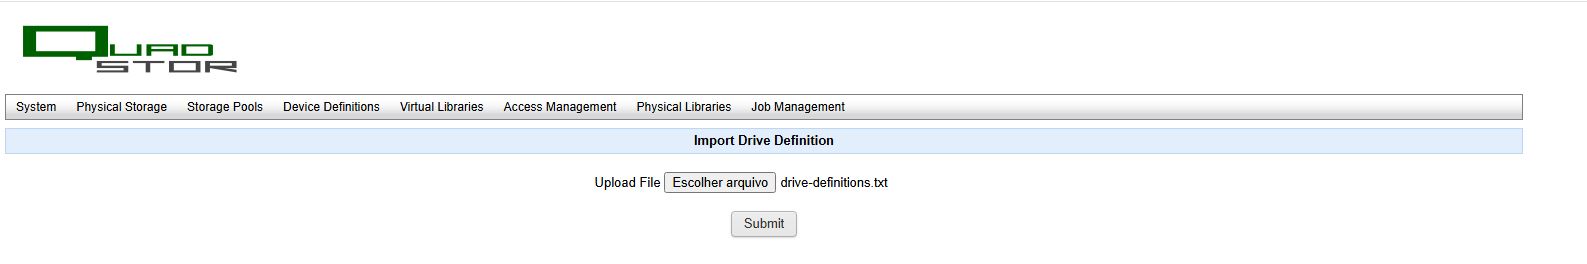 QUAD
STOR
System Physical Storage Storage Pools Device Definitions Virtual Libraries Access Management Physical Libraries Job Management
Import Drive Definition
Upload File Escolher arquivo drive-definitions.txt
Submit